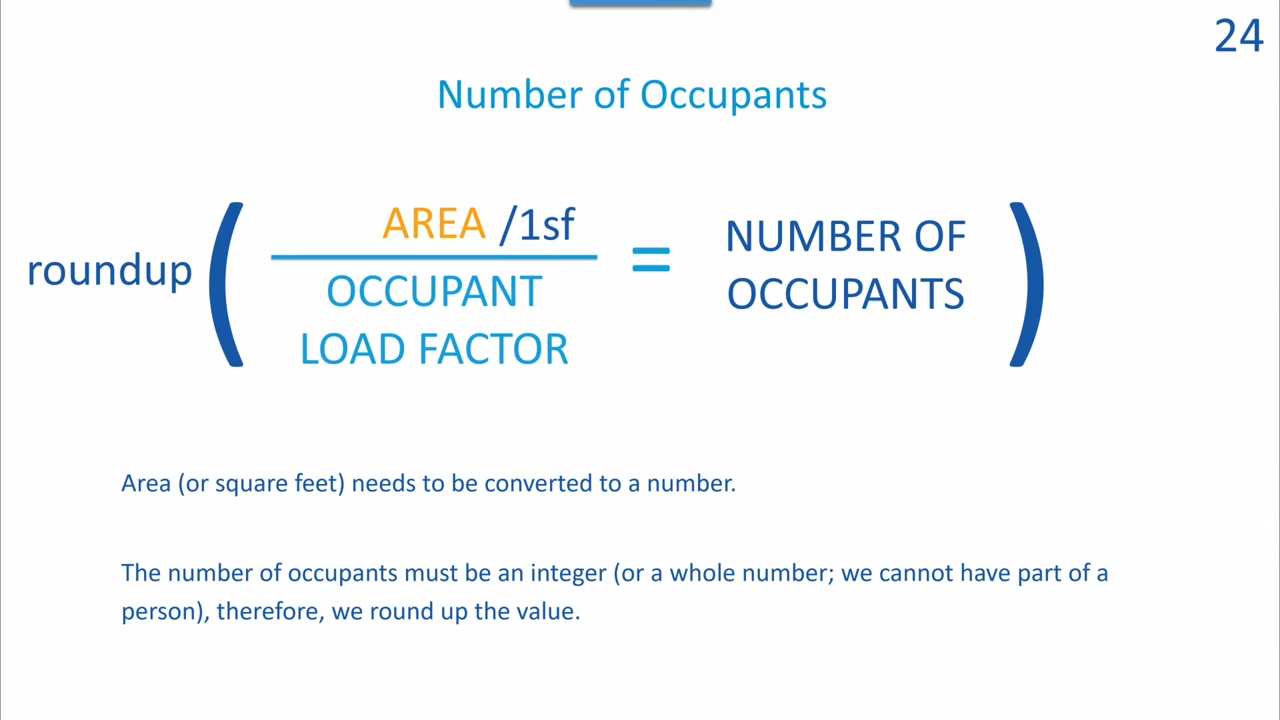 24
Number of Occupants
roundup ( AREA /1sf = NUMBER OF )
OCCUPANT OCCUPANTS
LOAD FACTOR
Area (or square feet) needs to be converted to a number.
The number of occupants must be an integer (or a whole number; we cannot have part of a
person), therefore, we round up the value.